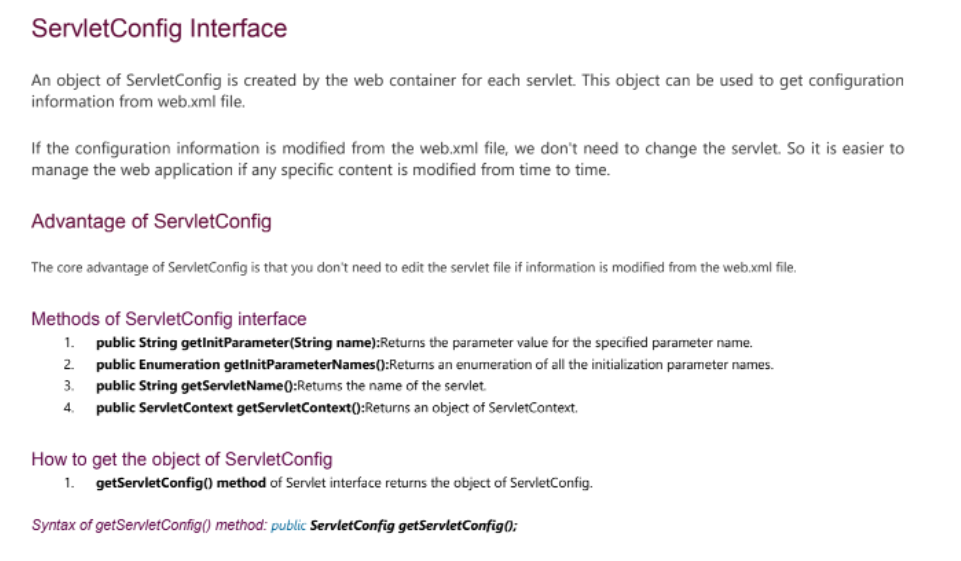 ServletConfig Interface
An object of ServletConfig is created by the web container for each servlet. This object can be used to get configuration
information from web.xml file.
If the configuration information is modified from the web.xml file, we don't need to change the servlet. So it is easier to
manage the web application if any specific content is modified from time to time.
Advantage of ServletConfig
The core advantage of ServletConfig is that you don't need to edit the servlet file if information is modified from the web.xml file.
Methods of ServletConfig interface
1. public String getInitParameter(String name):Returns the parameter value for the specified parameter name.
2. public Enumeration getInitParameterNames():Returns an enumeration of all the initialization parameter names.
3. public String getServletName():Returns the name of the servlet.
4. public ServletContext getServletContext():Returns an object of ServletContext.
How to get the object of ServletConfig
1. getServletConfig() method of Servlet interface returns the object of ServletConfig.
Syntax of getServletConfig() method: public ServletConfig getServletConfig();